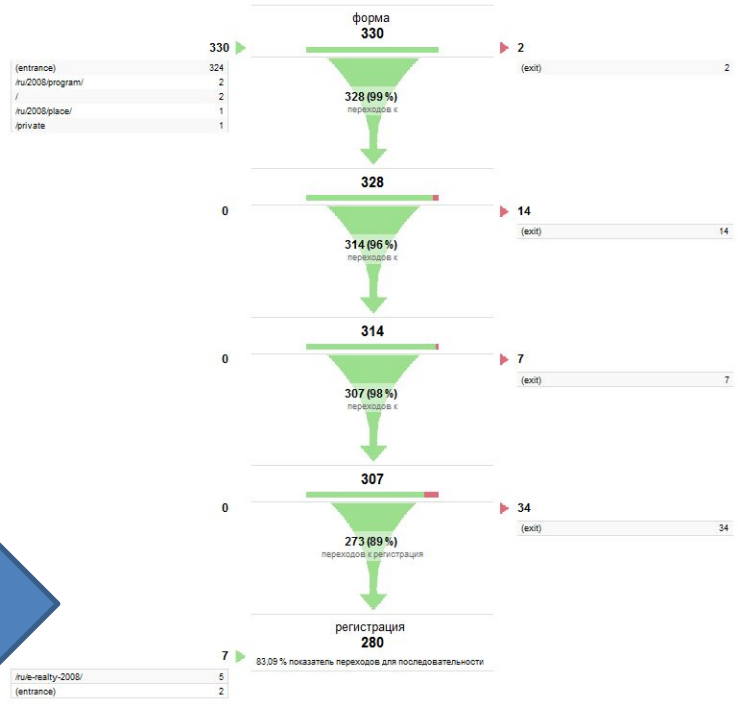 форма
330
330
2
(entrance) 324
/ru/2008/program/ 2
/ 2
/ru/2008/place/ 1
/private 1
(exit) 2
328 (99%)
переходов к
328
0
14
(exit) 14
314 (96%)
переходов к
314
0
7
(exit) 7
307 (98%)
переходов к
307
0
34
(exit) 34
273 (89%)
переходов к регистрация
регистрация
280
7
83,09 % показатель переходов для последовательности
/ru/e-realty-2008/ 5
(entrance) 2